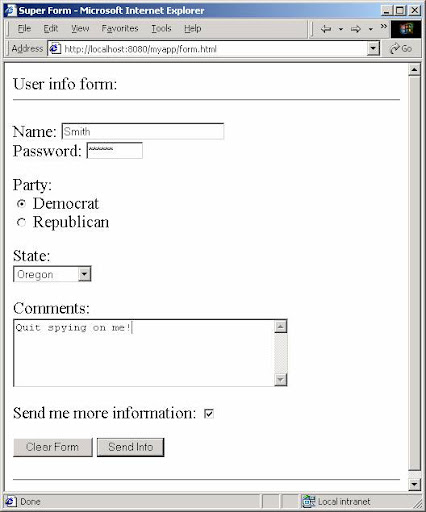 Super Form - Microsoft Internet Explorer
File Edit View Favorites Tools Help »
Address http://localhost:8080/myapp/form.html Go
User info form:
Name: Smith
Password: ******
Party:
Democrat
Republican
State:
Oregon
Comments:
Quit spying on me!
Send me more information:
Clear Form Send Info
Done Local intranet